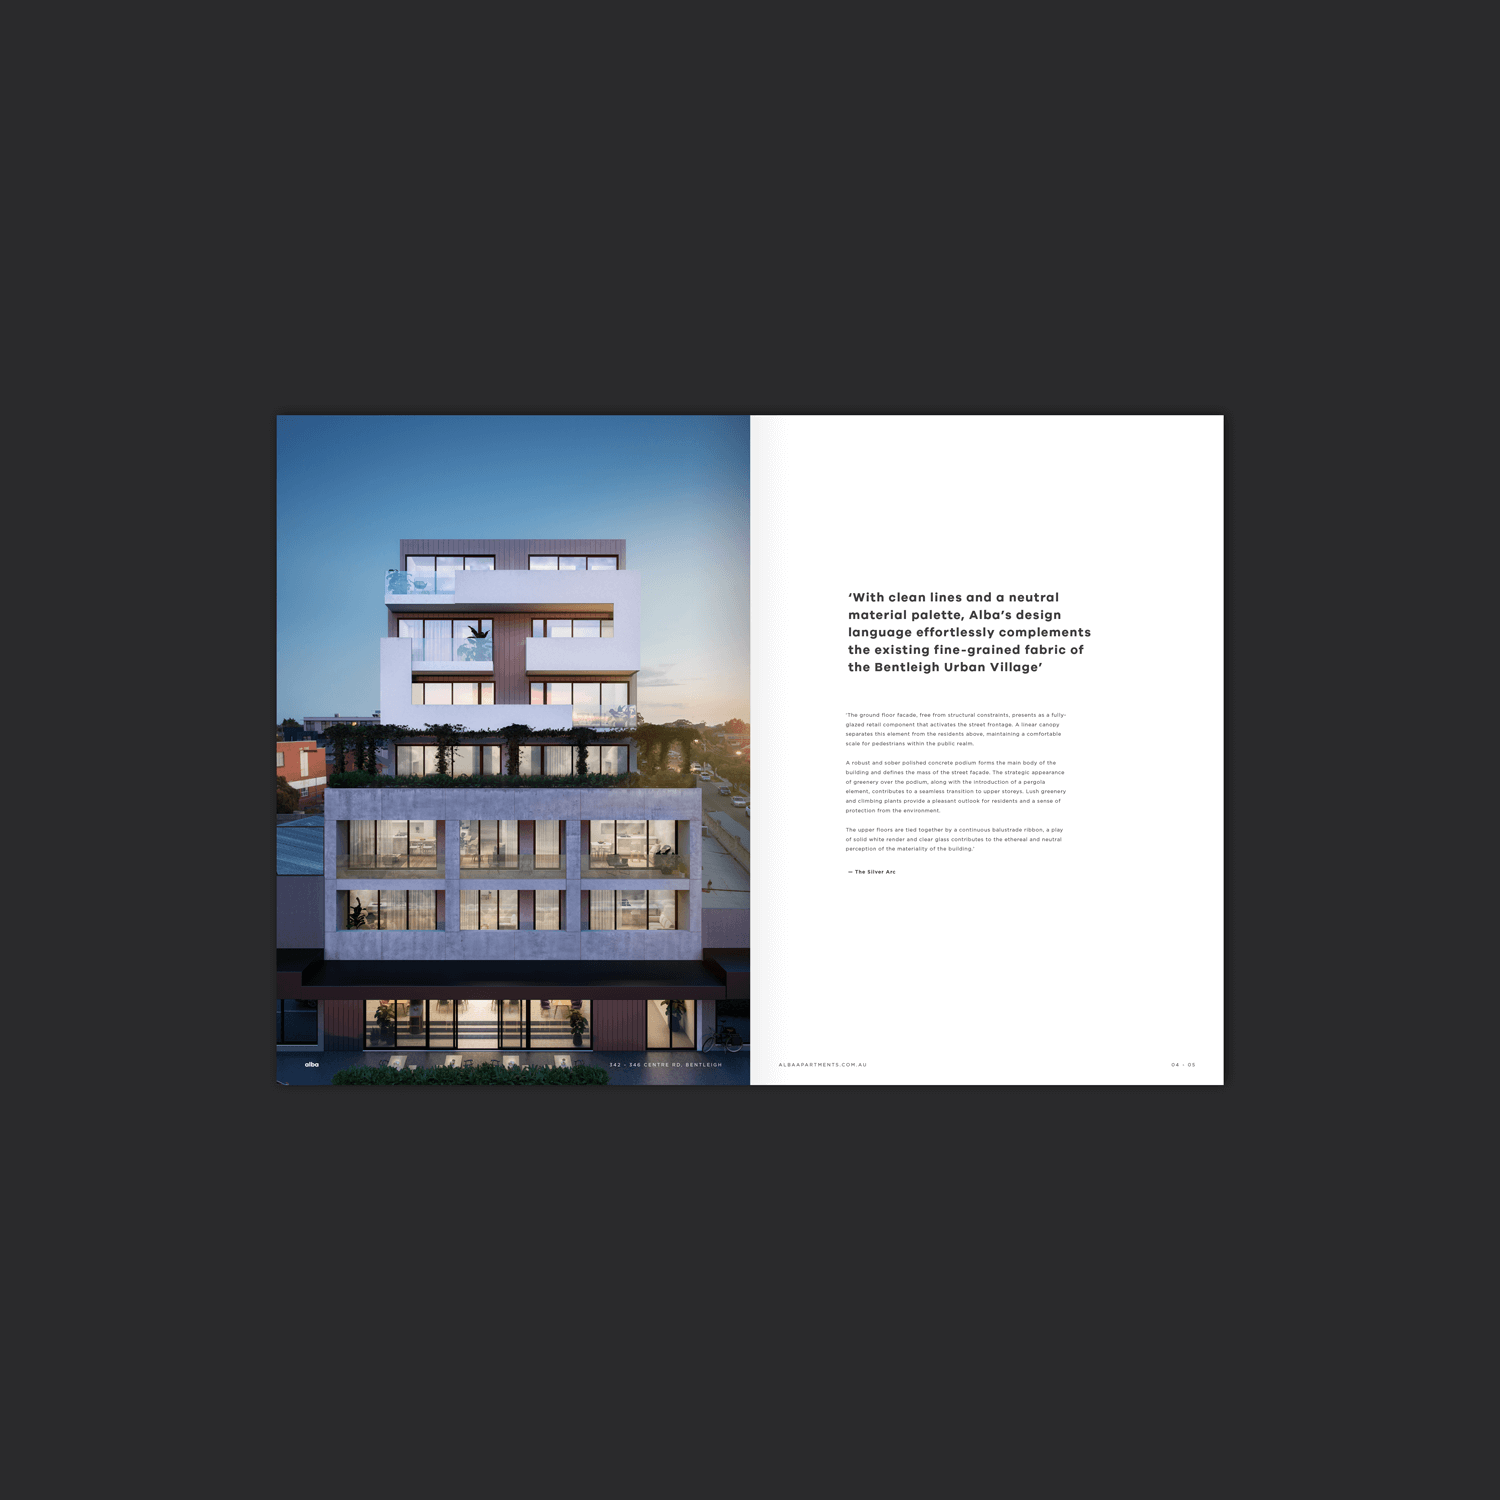 alba
342 - 346 CENTRE RD, BENTLEIGH
‘With clean lines and a neutral
material palette, Alba’s design
language effortlessly complements
the existing fine-grained fabric of
the Bentleigh Urban Village’
‘The ground floor facade, free from structural constraints, presents as a fully-
glazed retail component that activates the street frontage. A linear canopy
separates this element from the residents above, maintaining a comfortable
scale for pedestrians within the public realm.
A robust and sober polished concrete podium forms the main body of the
building and defines the mass of the street façade. The strategic appearance
of greenery over the podium, along with the introduction of a pergola
element, contributes to a seamless transition to upper storeys. Lush greenery
and climbing plants provide a pleasant outlook for residents and a sense of
protection from the environment.
The upper floors are tied together by a continuous balustrade ribbon, a play
of solid white render and clear glass contributes to the ethereal and neutral
perception of the materiality of the building.’
— The Silver Arc
ALBAAPARTMENTS.COM.AU
04 - 05